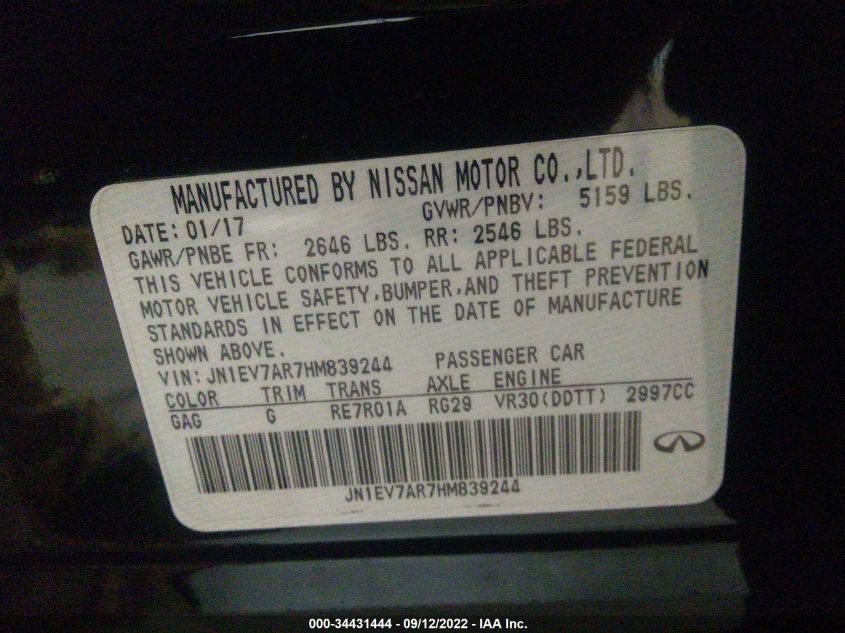 MANUFACTURED BY NISSAN MOTOR CO.,LTD.
DATE: 01/17 GVWR/PNBV: 5159 LBS.
GAWR/PNBE FR: 2646 LBS. RR: 2546 LBS.
THIS VEHICLE CONFORMS TO ALL APPLICABLE FEDERAL
MOTOR VEHICLE SAFETY,BUMPER,AND THEFT PREVENTION
STANDARDS IN EFFECT ON THE DATE OF MANUFACTURE
SHOWN ABOVE.
VIN: JN1EV7AR7HM839244 PASSENGER CAR
COLOR TRIM TRANS AXLE ENGINE
GAG G RE7R01A RG29 VR30(DDTT) 2997CC
JN1EV7AR7HM839244
000-34431444 - 09/12/2022 - IAA Inc.